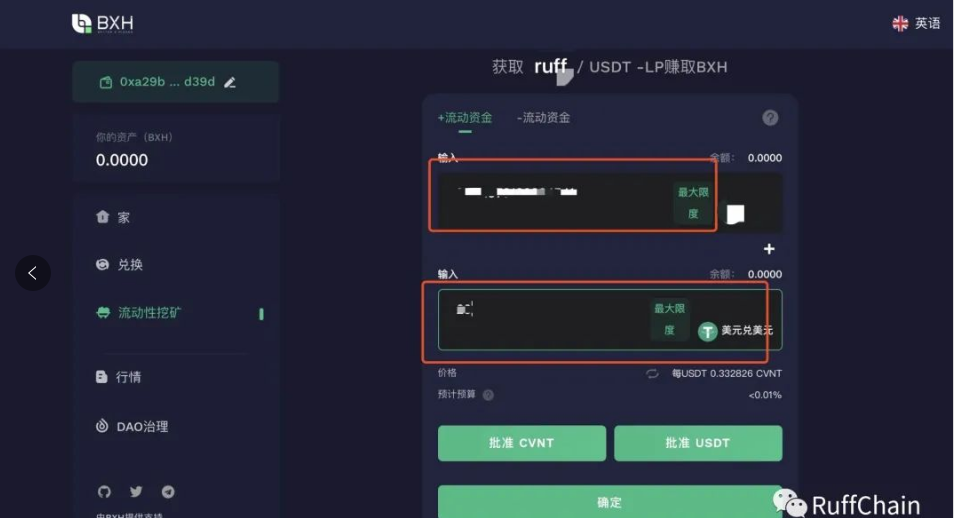 BXH
英语
0xa29b ... d39d
获取 ruff / USDT -LP赚取BXH
+流动资金 -流动资金
你的资产（BXH）
0.0000
输入 余额： 0.0000
最大限
度
家
兑换
输入 余额： 0.0000
流动性挖矿
最大限
度
美元兑美元
价格 每USDT 0.332826 CVNT
行情
预计预算 <0.01%
DAO治理
批准 CVNT 批准 USDT
确定
RuffChain
由BXH提供支持